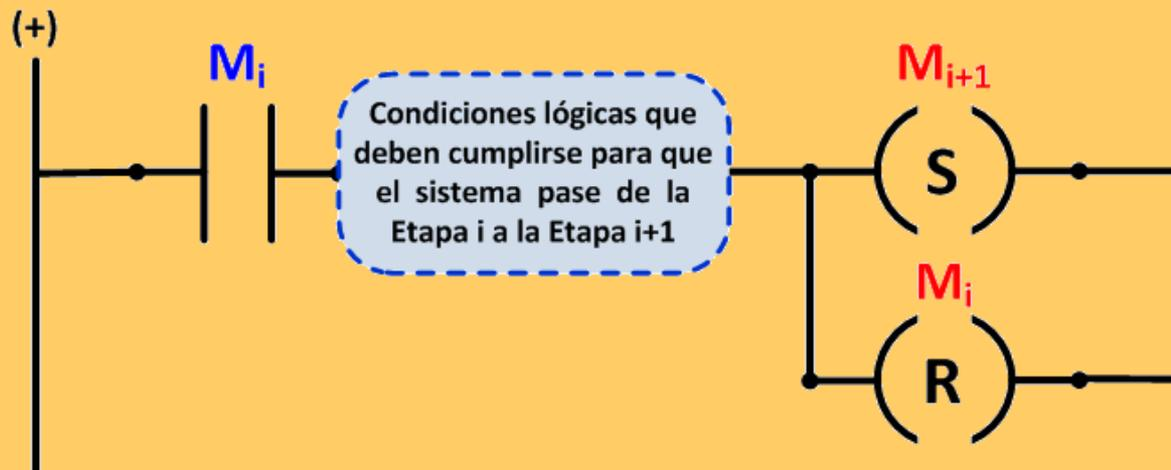 (+)
Mi
Condiciones lógicas que
deben cumplirse para que
el sistema pase de la
Etapa i a la Etapa i+1
Mi+1
S
Mi
R